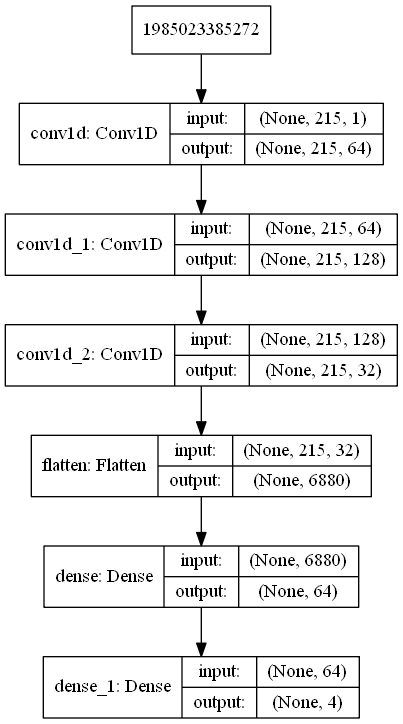 1985023385272
conv1d: Conv1D
input: (None, 215, 1)
output: (None, 215, 64)
conv1d_1: Conv1D
input: (None, 215, 64)
output: (None, 215, 128)
conv1d_2: Conv1D
input: (None, 215, 128)
output: (None, 215, 32)
flatten: Flatten
input: (None, 215, 32)
output: (None, 6880)
dense: Dense
input: (None, 6880)
output: (None, 64)
dense_1: Dense
input: (None, 64)
output: (None, 4)